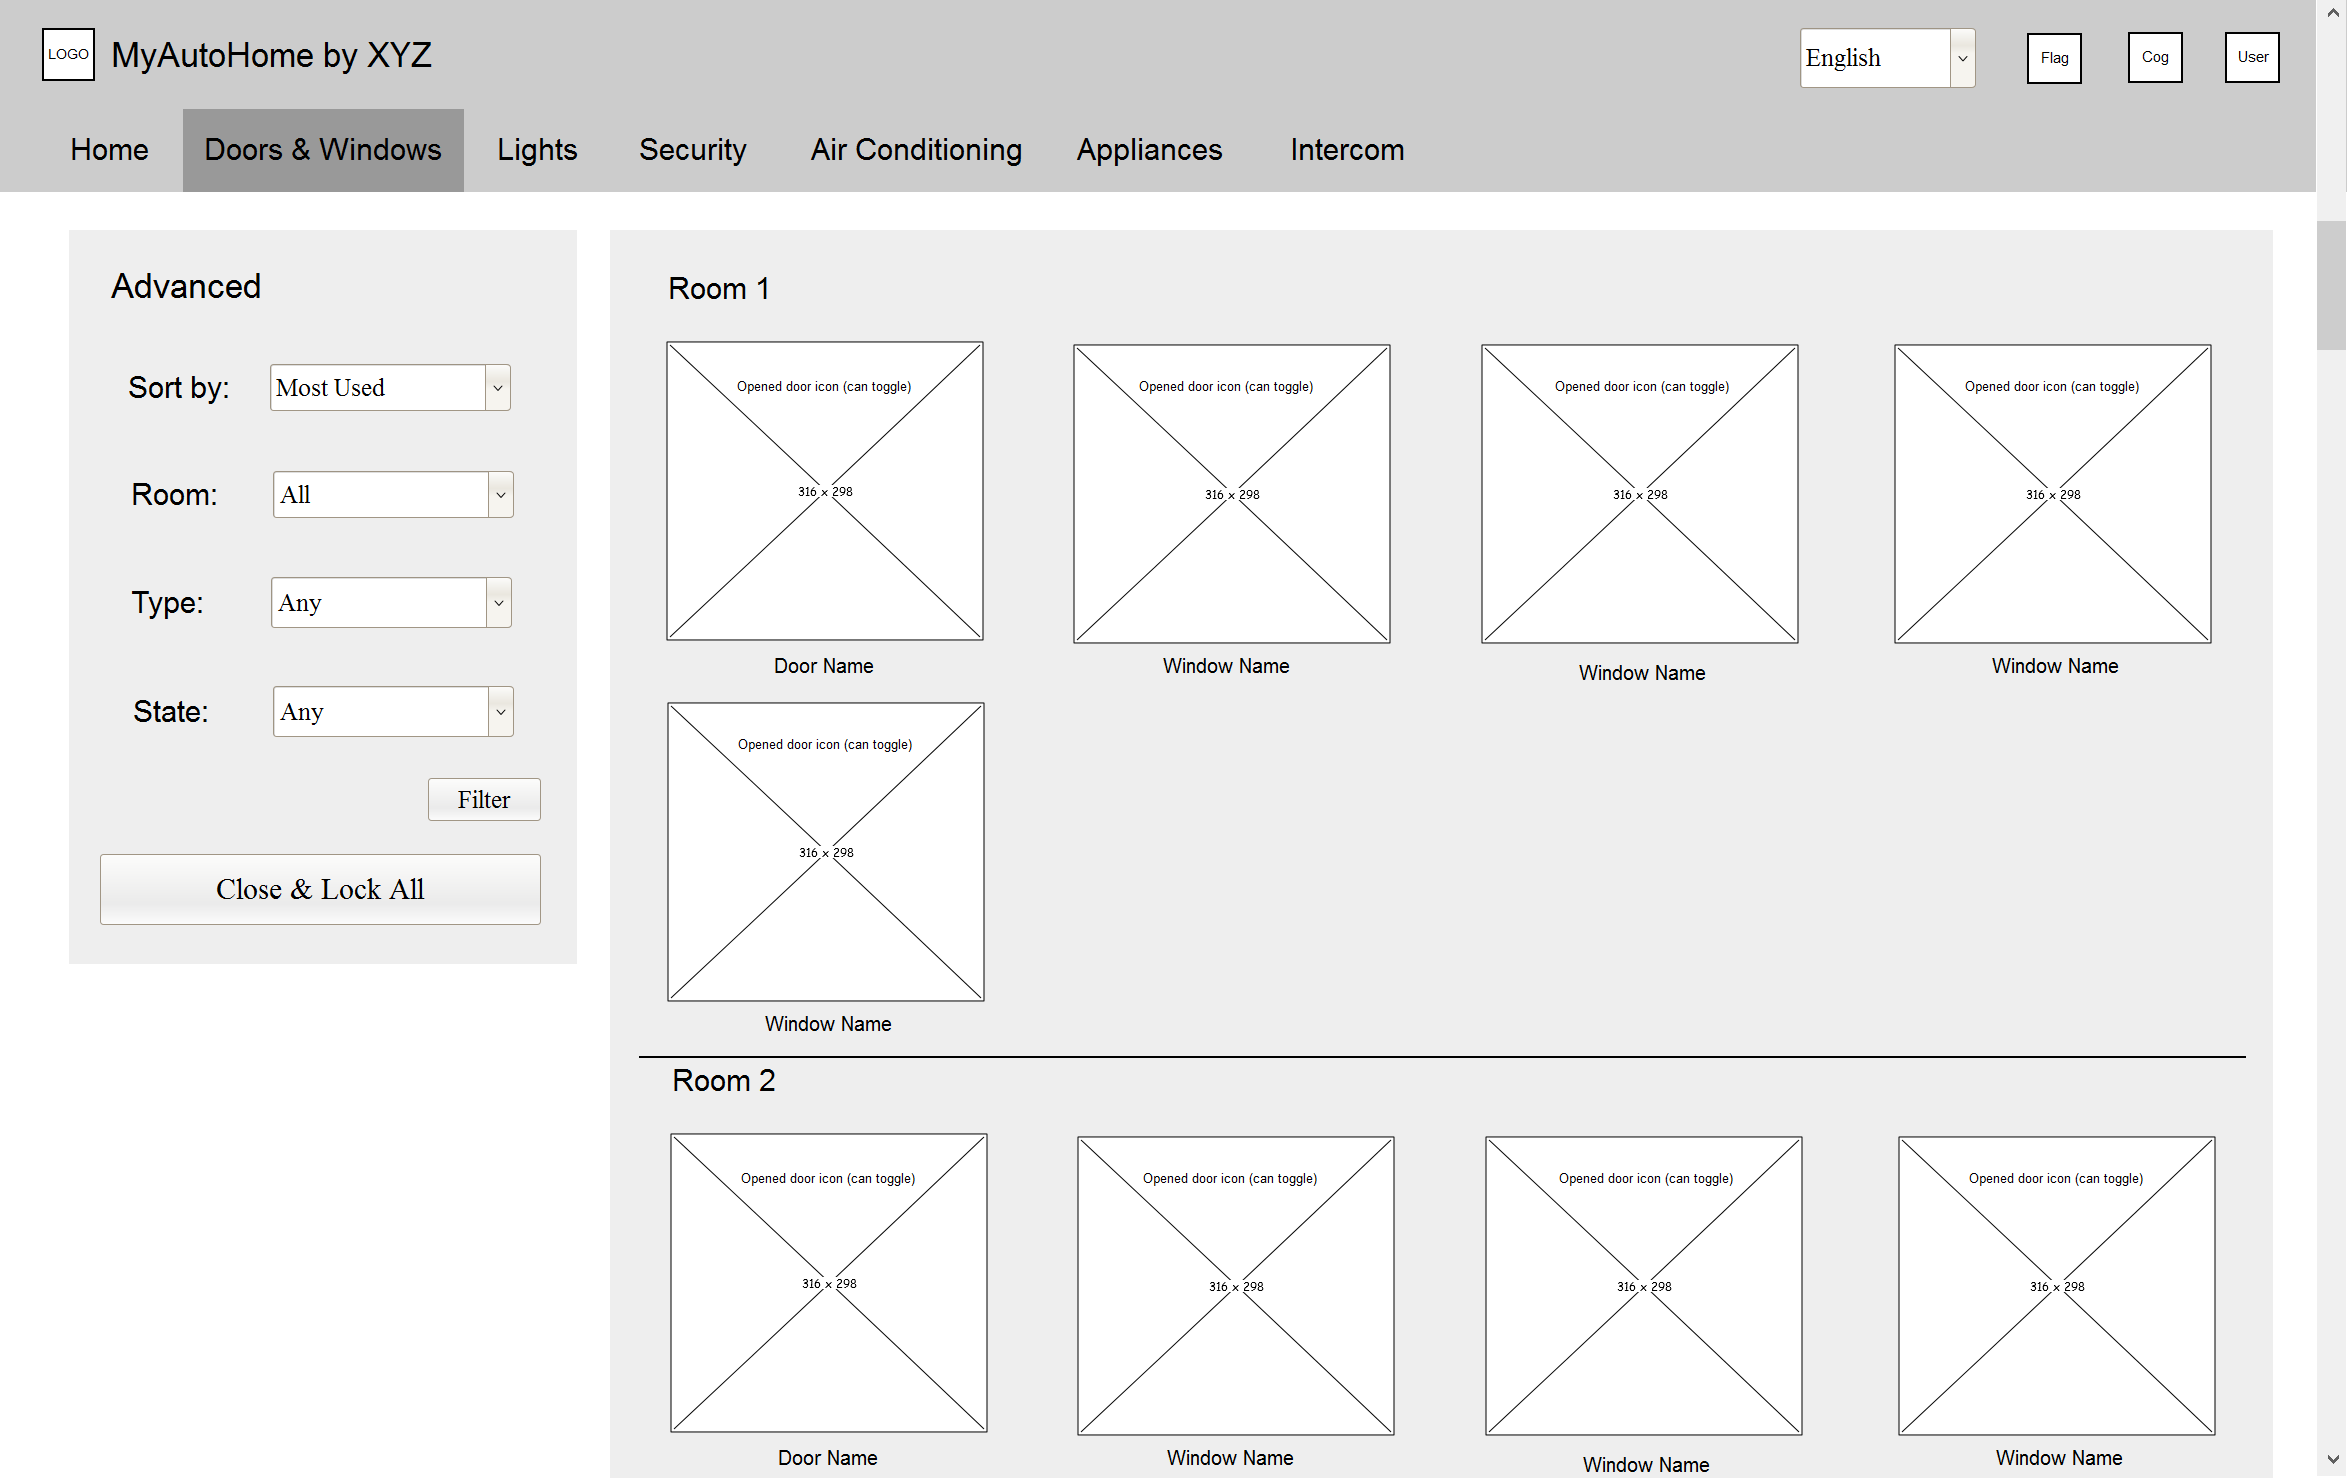 LOGO
MyAutoHome by XYZ
English
Flag
Cog
User
Home
Doors & Windows
Lights
Security
Air Conditioning
Appliances
Intercom
Advanced
Sort by:
Most Used
Room:
All
Type:
Any
State:
Any
Filter
Close & Lock All
Room 1
Opened door icon (can toggle)
316 x 298
Door Name
Opened door icon (can toggle)
316 x 298
Window Name
Opened door icon (can toggle)
316 x 298
Window Name
Opened door icon (can toggle)
316 x 298
Window Name
Opened door icon (can toggle)
316 x 298
Window Name
Room 2
Opened door icon (can toggle)
316 x 298
Door Name
Opened door icon (can toggle)
316 x 298
Window Name
Opened door icon (can toggle)
316 x 298
Window Name
Opened door icon (can toggle)
316 x 298
Window Name